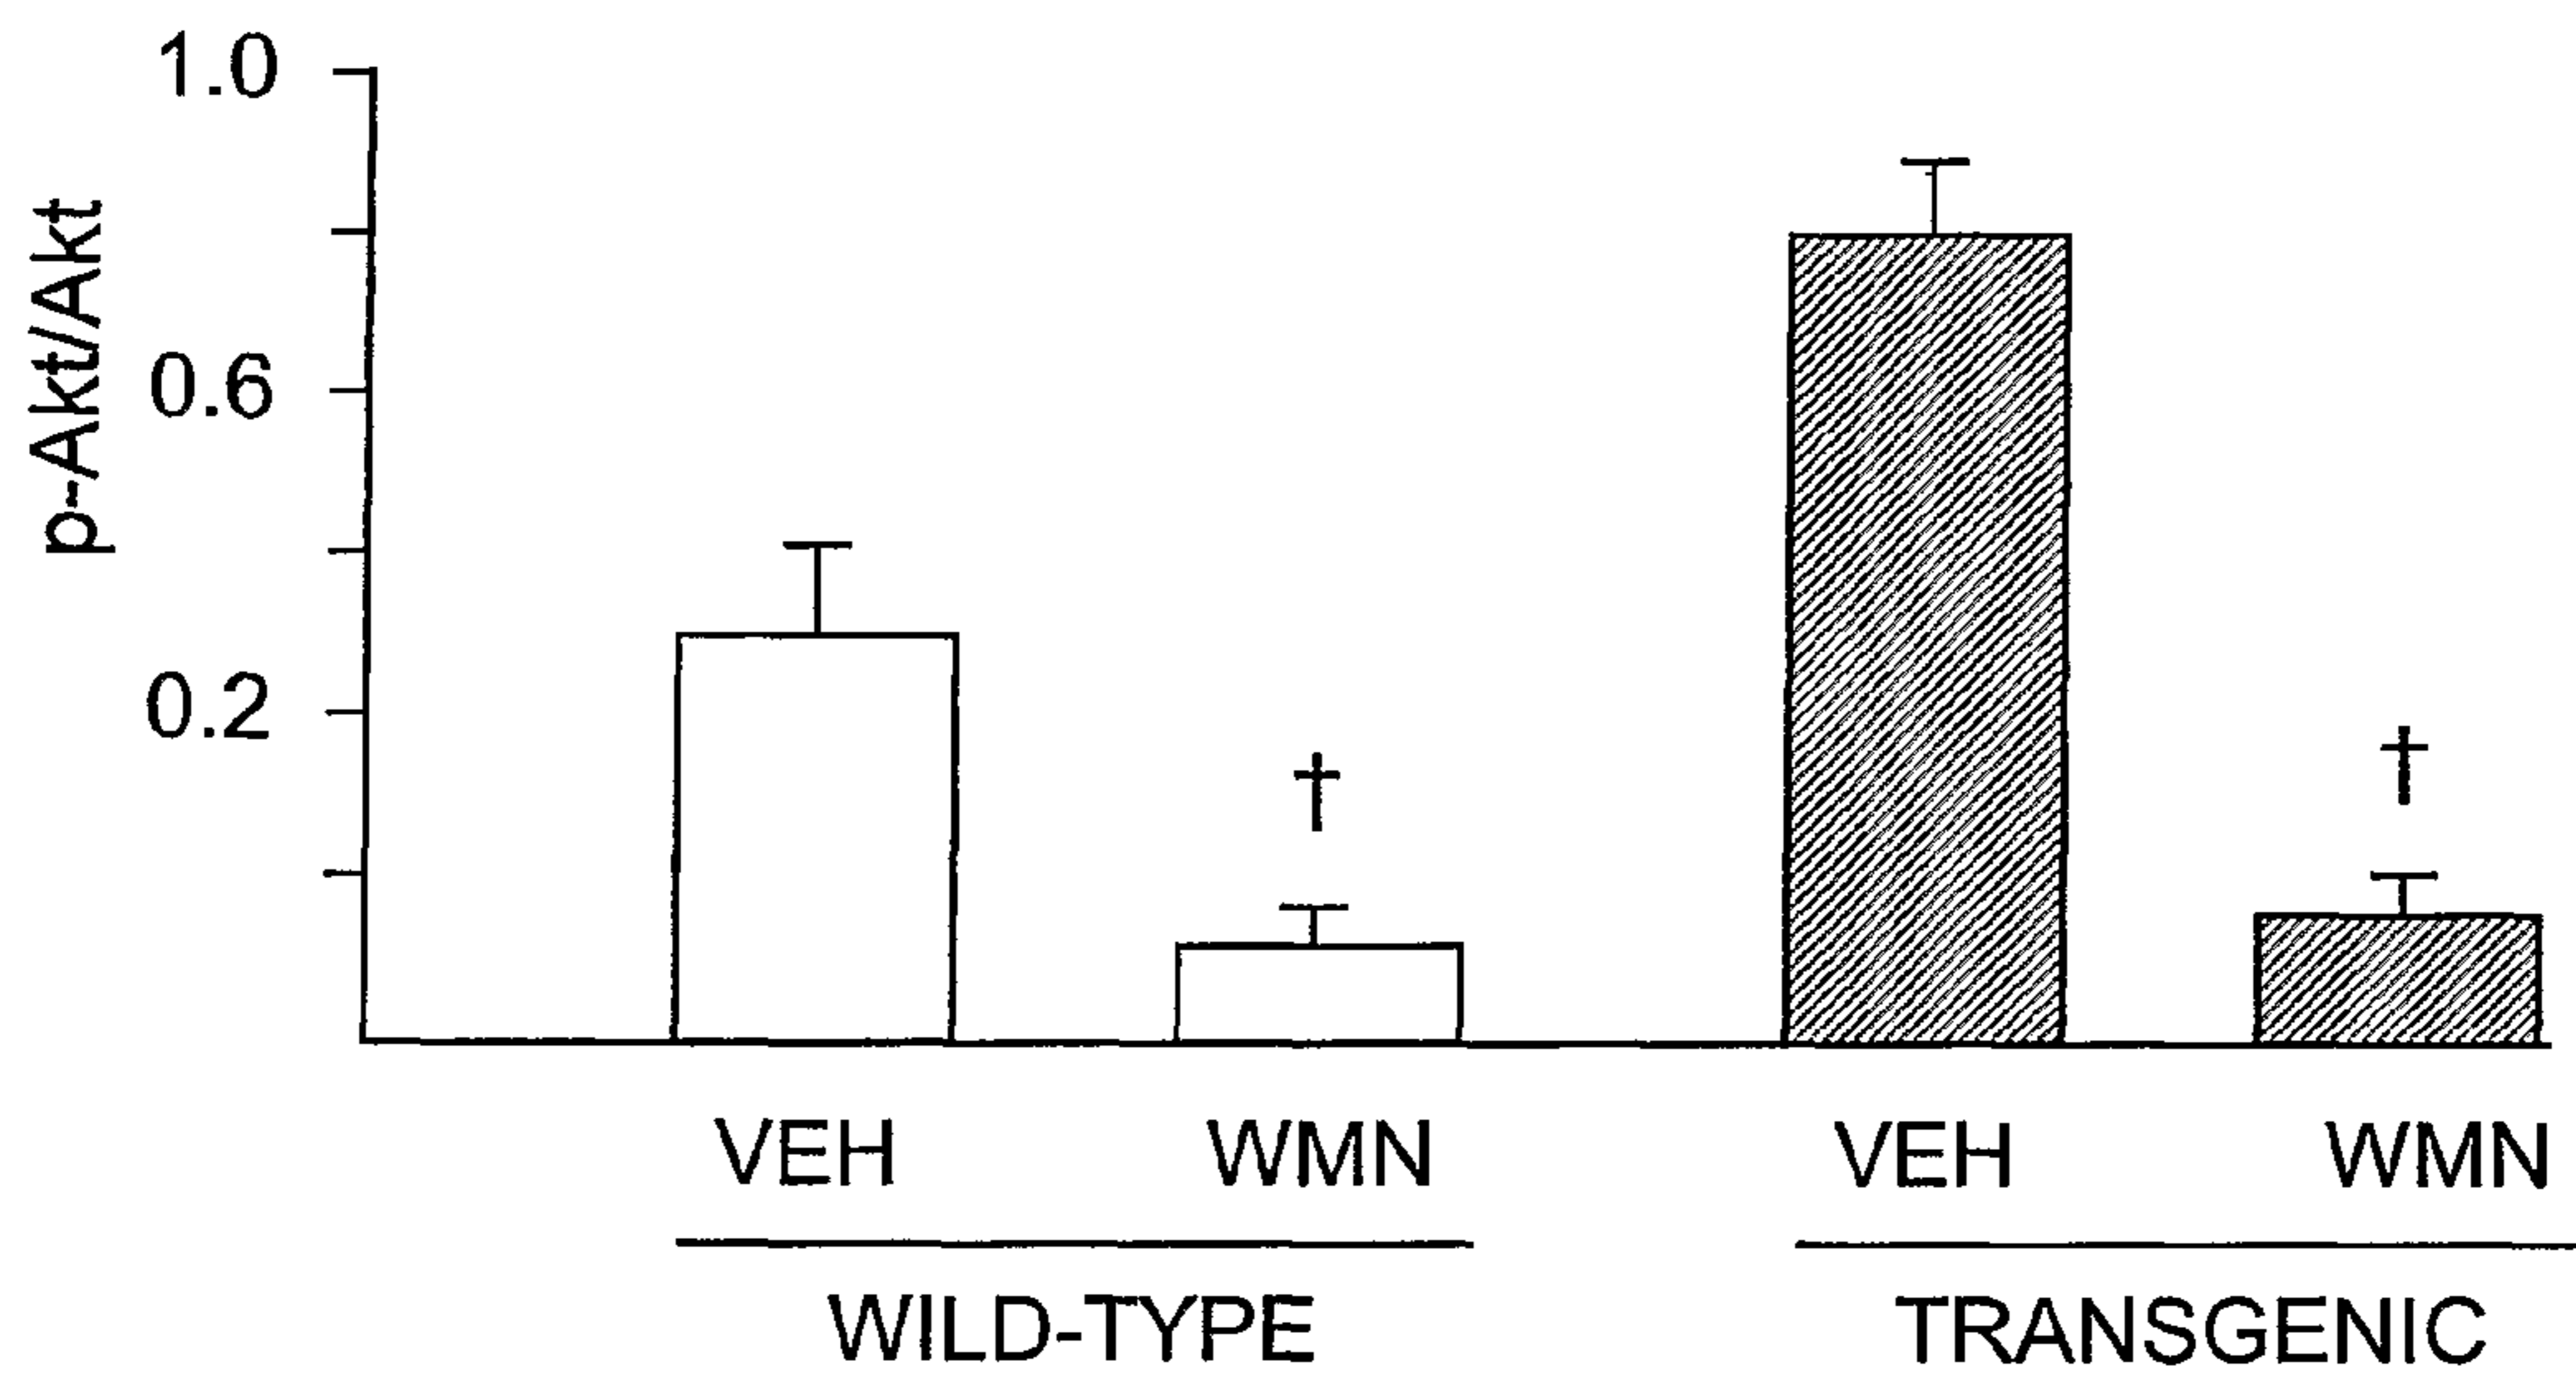 p-Akt/Akt
1.0
0.6
0.2
†
†
VEH
WMN
VEH
WMN
WILD-TYPE
TRANSGENIC